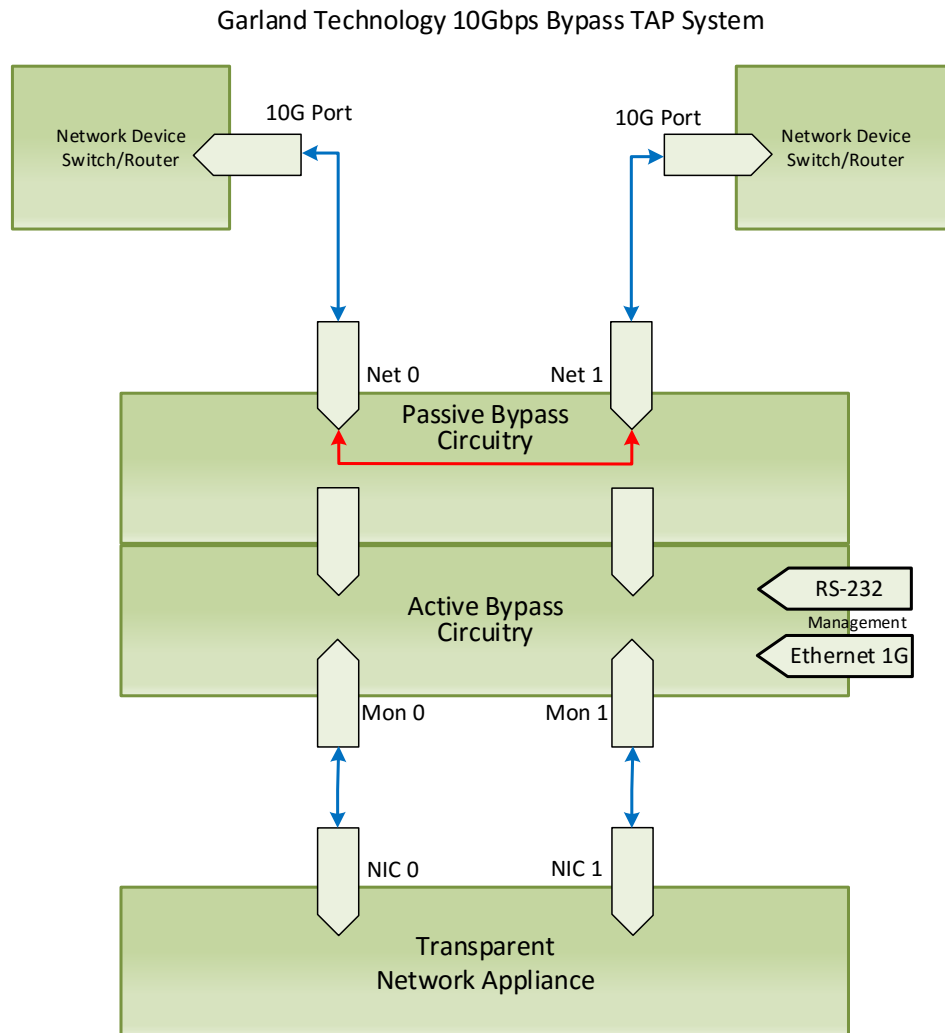 Garland Technology 10Gbps Bypass TAP System
10G Port
10G Port
Network Device
Switch/Router
Network Device
Switch/Router
Net 0
Net 1
Passive Bypass
Circuitry
Active Bypass
Circuitry
RS-232
Management
Ethernet 1G
Mon 0
Mon 1
NIC 0
NIC 1
Transparent
Network Appliance